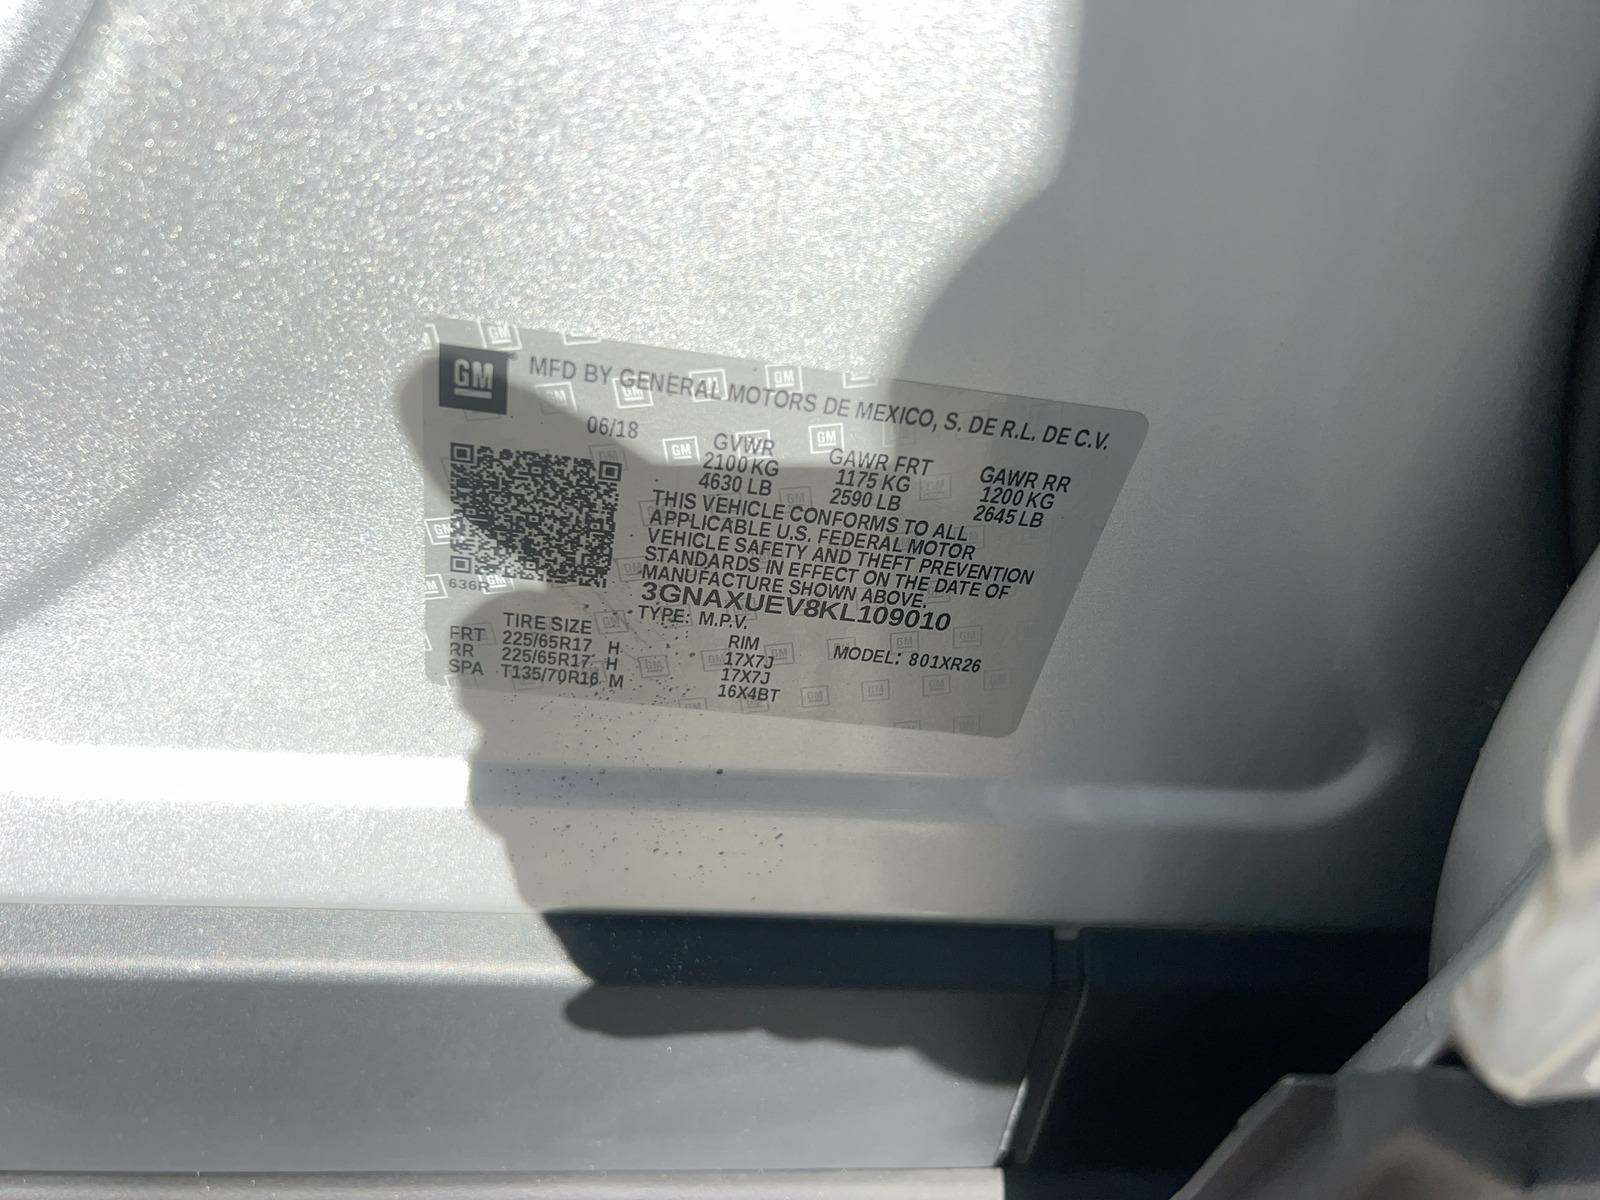 GM MFD BY GENERAL MOTORS DE MEXICO, S. DE R.L. DE C.V.
06/18
GVWR GAWR FRT GAWR RR
2100 KG 1175 KG 1200 KG
4630 LB 2590 LB 2645 LB
THIS VEHICLE CONFORMS TO ALL
APPLICABLE U.S. FEDERAL MOTOR
VEHICLE SAFETY AND THEFT PREVENTION
STANDARDS IN EFFECT ON THE DATE OF
MANUFACTURE SHOWN ABOVE.
636R
3GNAXUEV8KL109010
TYPE: M.P.V.
TIRE SIZE RIM
FRT 225/65R17 H 17X7J MODEL: 801XR26
RR 225/65R17 H 17X7J
SPA T135/70R16 M 16X4BT